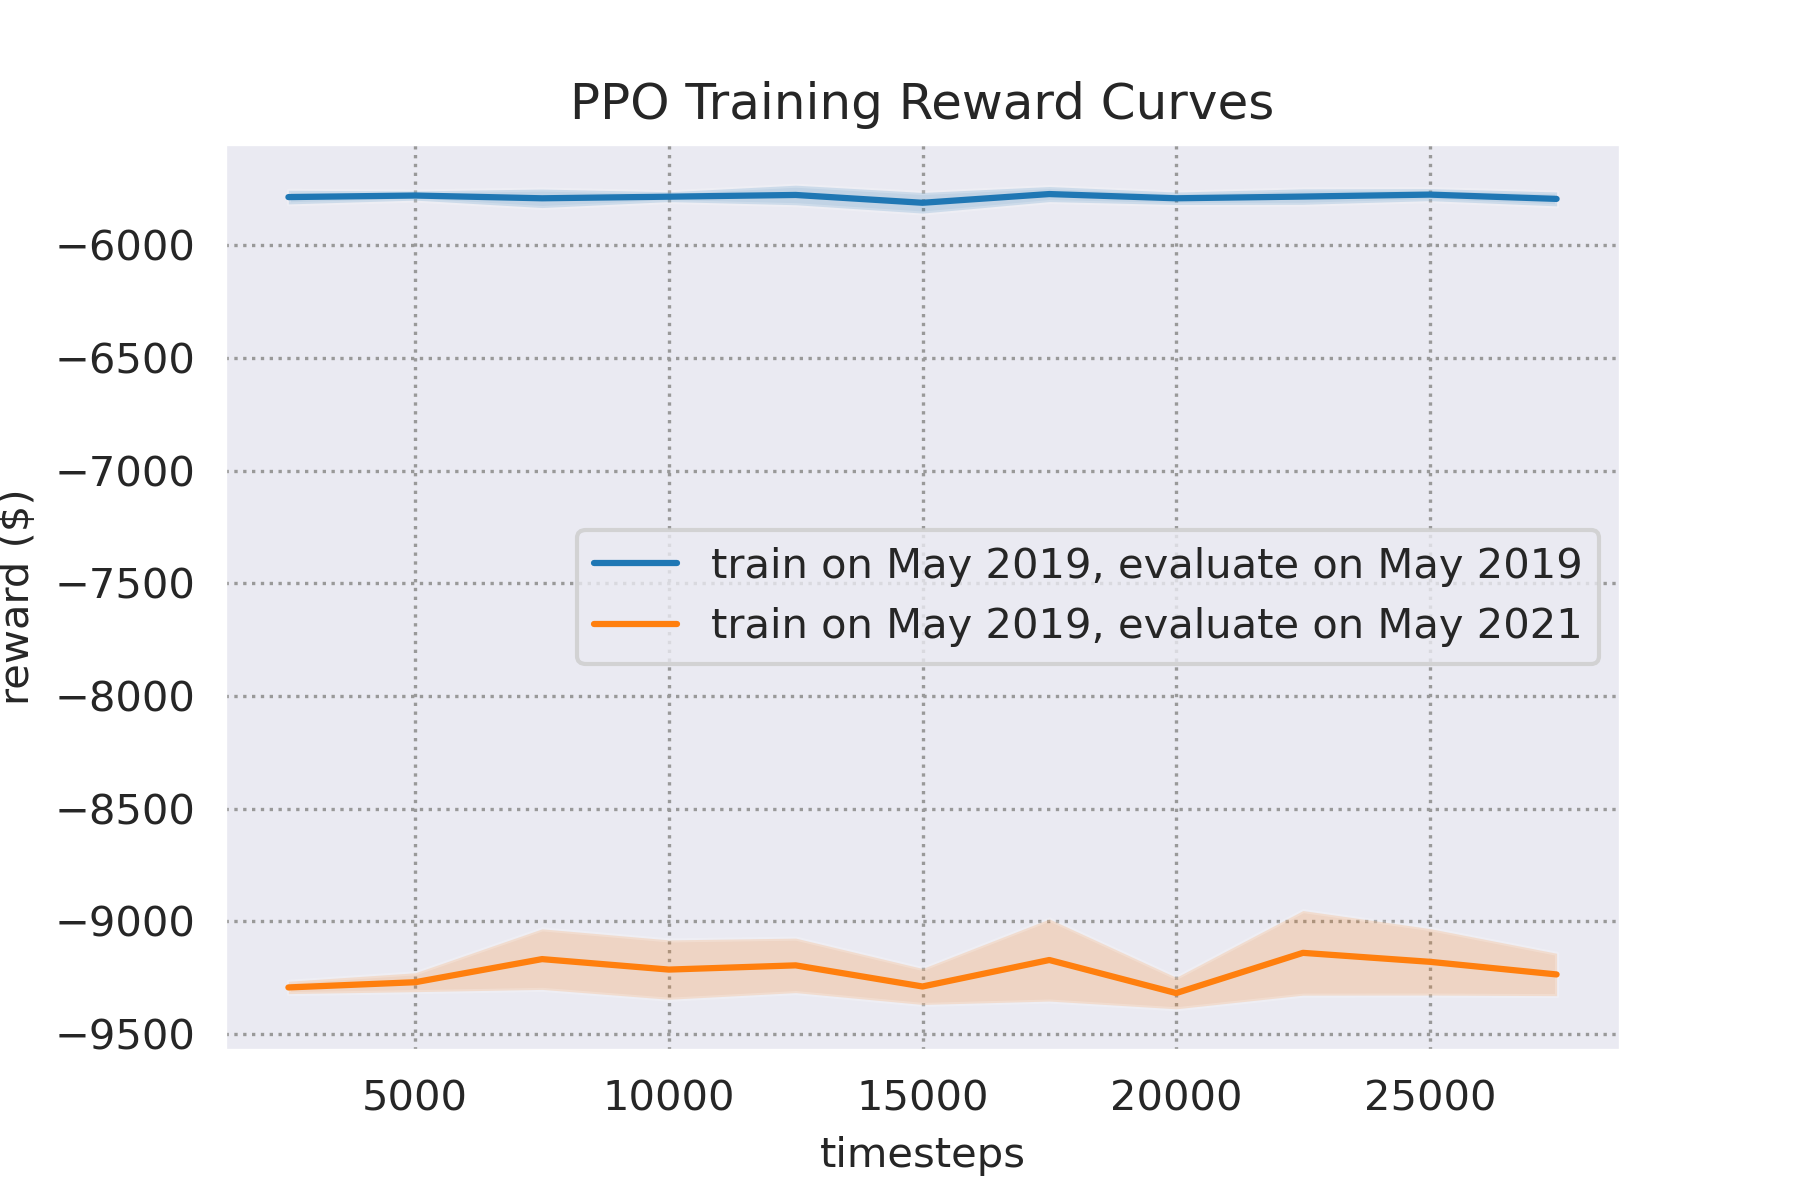 PPO Training Reward Curves
reward ($)
−6000
−6500
−7000
−7500
−8000
−8500
−9000
−9500
train on May 2019, evaluate on May 2019
train on May 2019, evaluate on May 2021
5000 10000 15000 20000 25000
timesteps